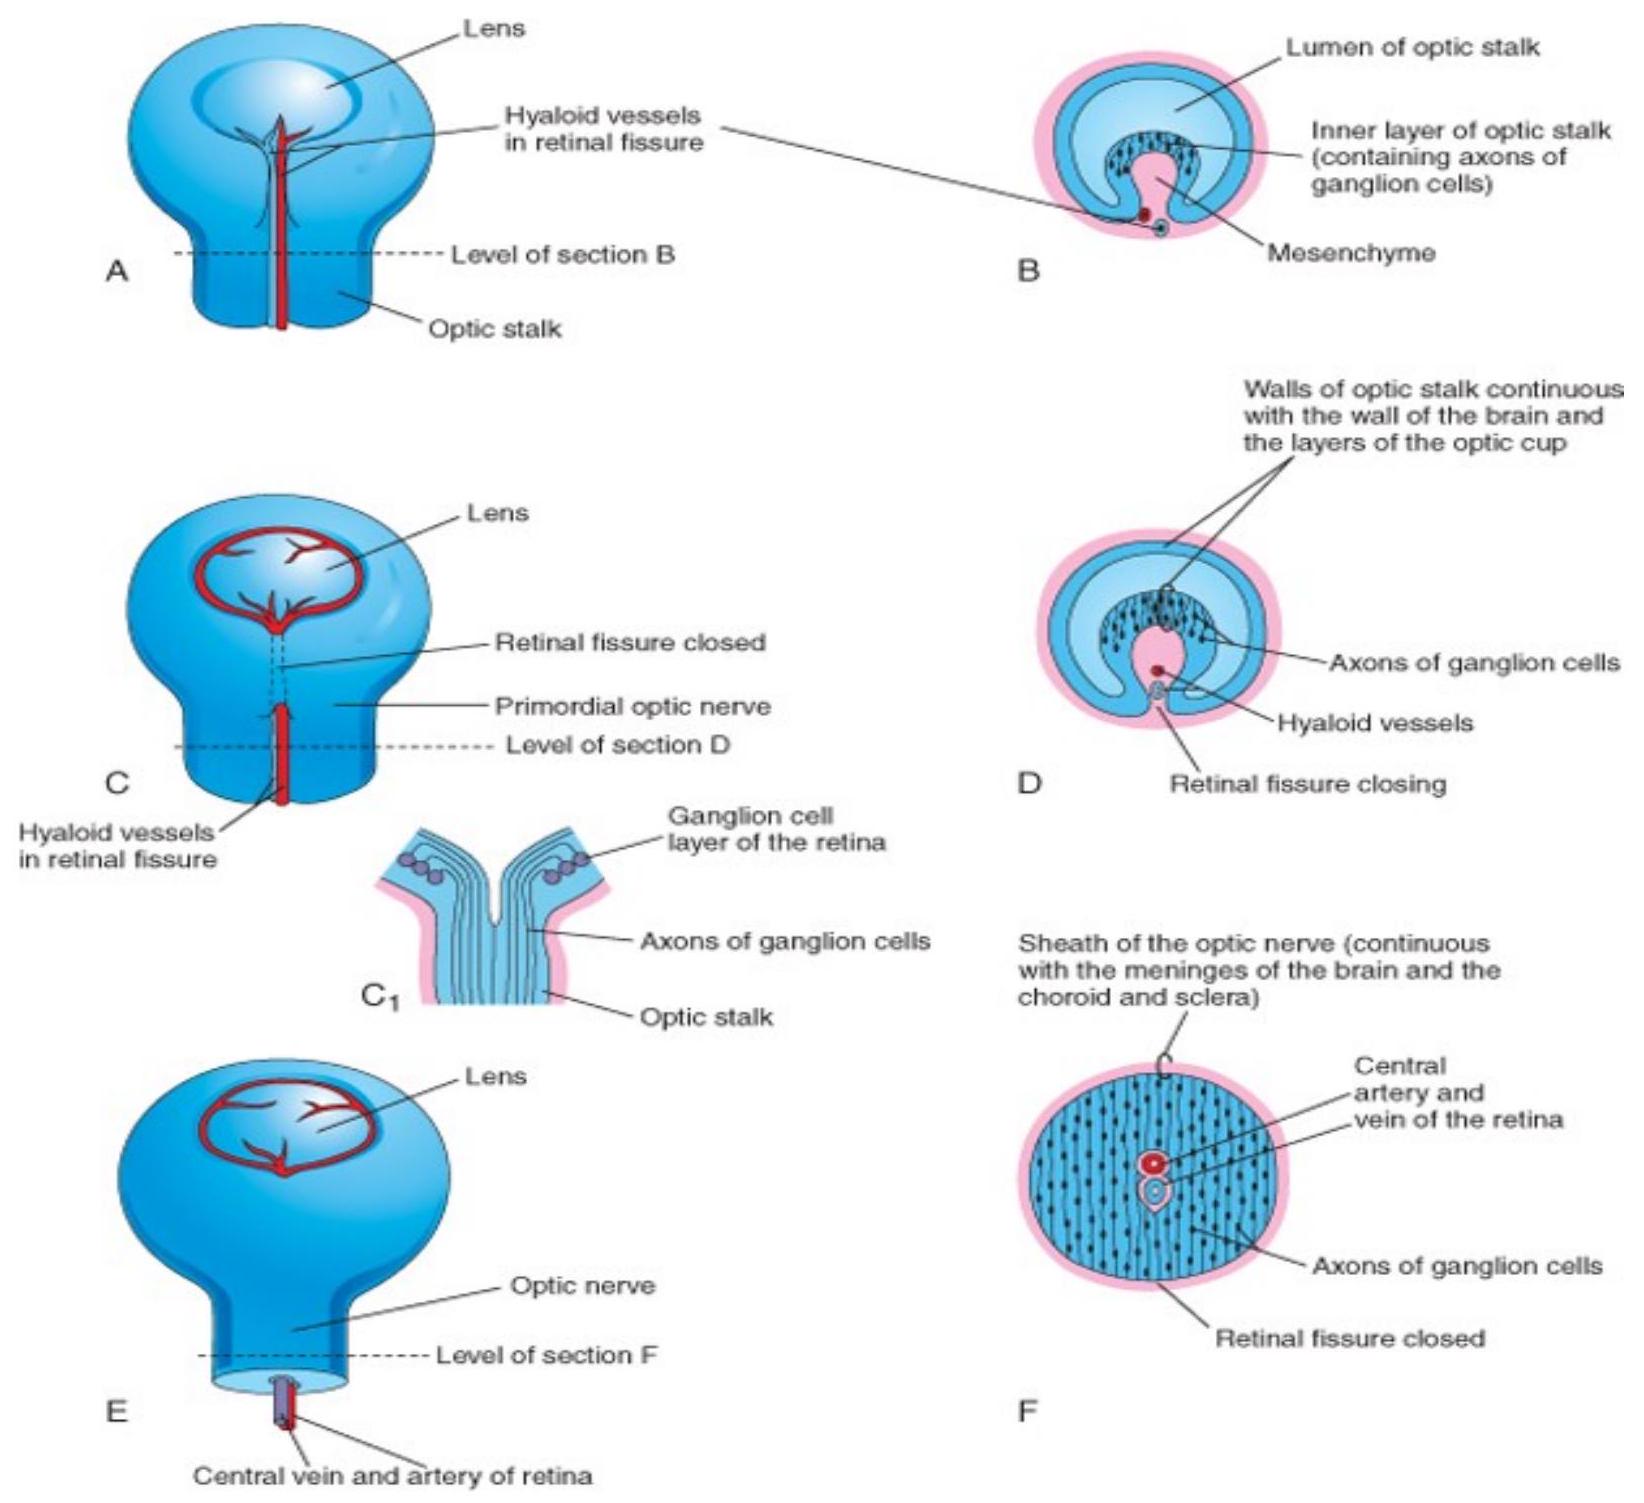 Lens
Hyaloid vessels
in retinal fissure
Level of section B
A
Optic stalk
Lumen of optic stalk
Inner layer of optic stalk
(containing axons of
ganglion cells)
Mesenchyme
B
Lens
Retinal fissure closed
Primordial optic nerve
Level of section D
C
Hyaloid vessels
in retinal fissure
Ganglion cell
layer of the retina
Axons of ganglion cells
C1
Optic stalk
Walls of optic stalk continuous
with the wall of the brain and
the layers of the optic cup
Axons of ganglion cells
Hyaloid vessels
D
Retinal fissure closing
Lens
Optic nerve
Level of section F
E
Central vein and artery of retina
Sheath of the optic nerve (continuous
with the meninges of the brain and the
choroid and sclera)
Central
artery and
vein of the retina
Axons of ganglion cells
Retinal fissure closed
F